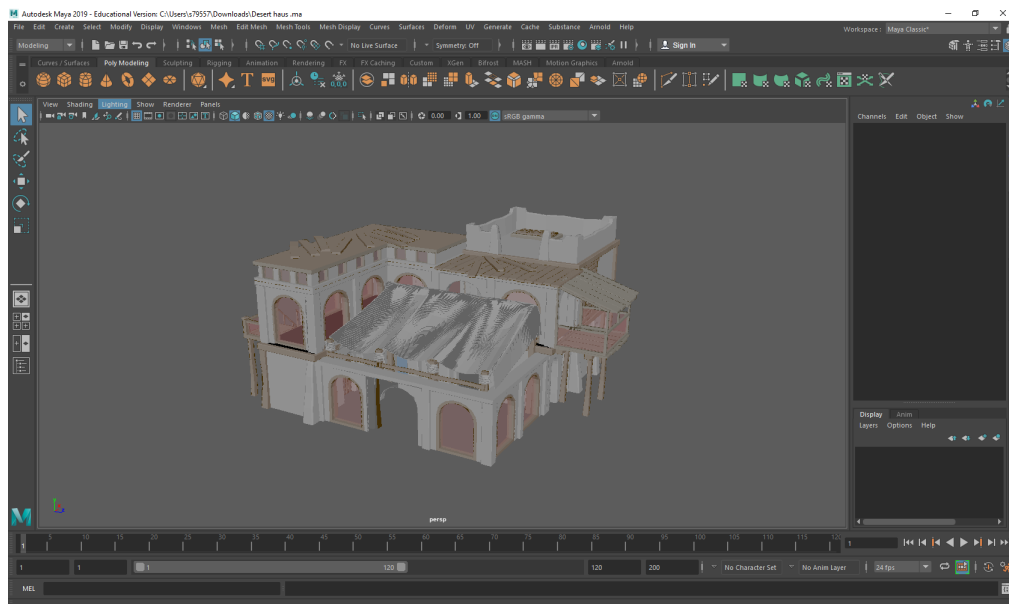 Autodesk Maya 2019 - Educational Version: C:\Users\s79557\Downloads\Desert haus .ma
File Edit Create Select Modify Display Windows Mesh Edit Mesh Mesh Tools Mesh Display Curves Surfaces Deform UV Generate Cache Substance Arnold Help
Workspace : Maya Classic*
Modeling No Live Surface Symmetry: Off Sign In
Curves / Surfaces Poly Modeling Sculpting Rigging Animation Rendering FX FX Caching Custom XGen Bifrost MASH Motion Graphics Arnold
T SVG
View Shading Lighting Show Renderer Panels
0.00 1.00 sRGB gamma
Channels Edit Object Show
Display Anim
Layers Options Help
persp
1 5 10 15 20 25 30 35 40 45 50 55 60 65 70 75 80 85 90 95 100 105 110 115 120 1
1 1 1 120 120 200 No Character Set No Anim Layer 24 fps
MEL